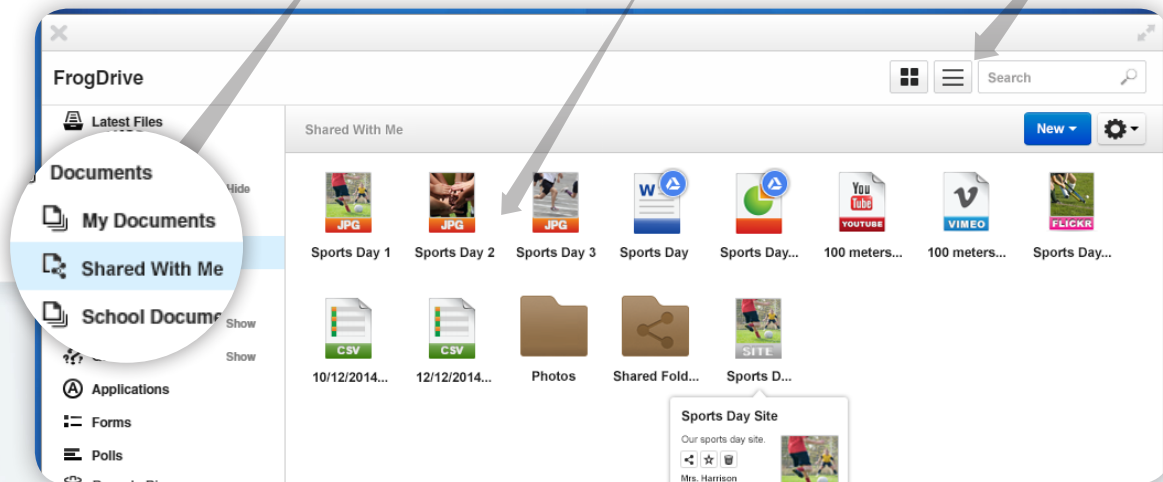 FrogDrive
Search
Latest Files
Shared With Me
New
Documents
Hide
My Documents
Shared With Me
School Docume
Show
Show
Applications
Forms
Polls
JPG
JPG
JPG
W
You
Tube
YOUTUBE
VIMEO
FLICKR
Sports Day 1
Sports Day 2
Sports Day 3
Sports Day
Sports Day...
100 meters...
100 meters...
Sports Day...
CSV
CSV
SITE
10/12/2014...
12/12/2014...
Photos
Shared Fold...
Sports D...
Sports Day Site
Our sports day site.
Mrs. Harrison